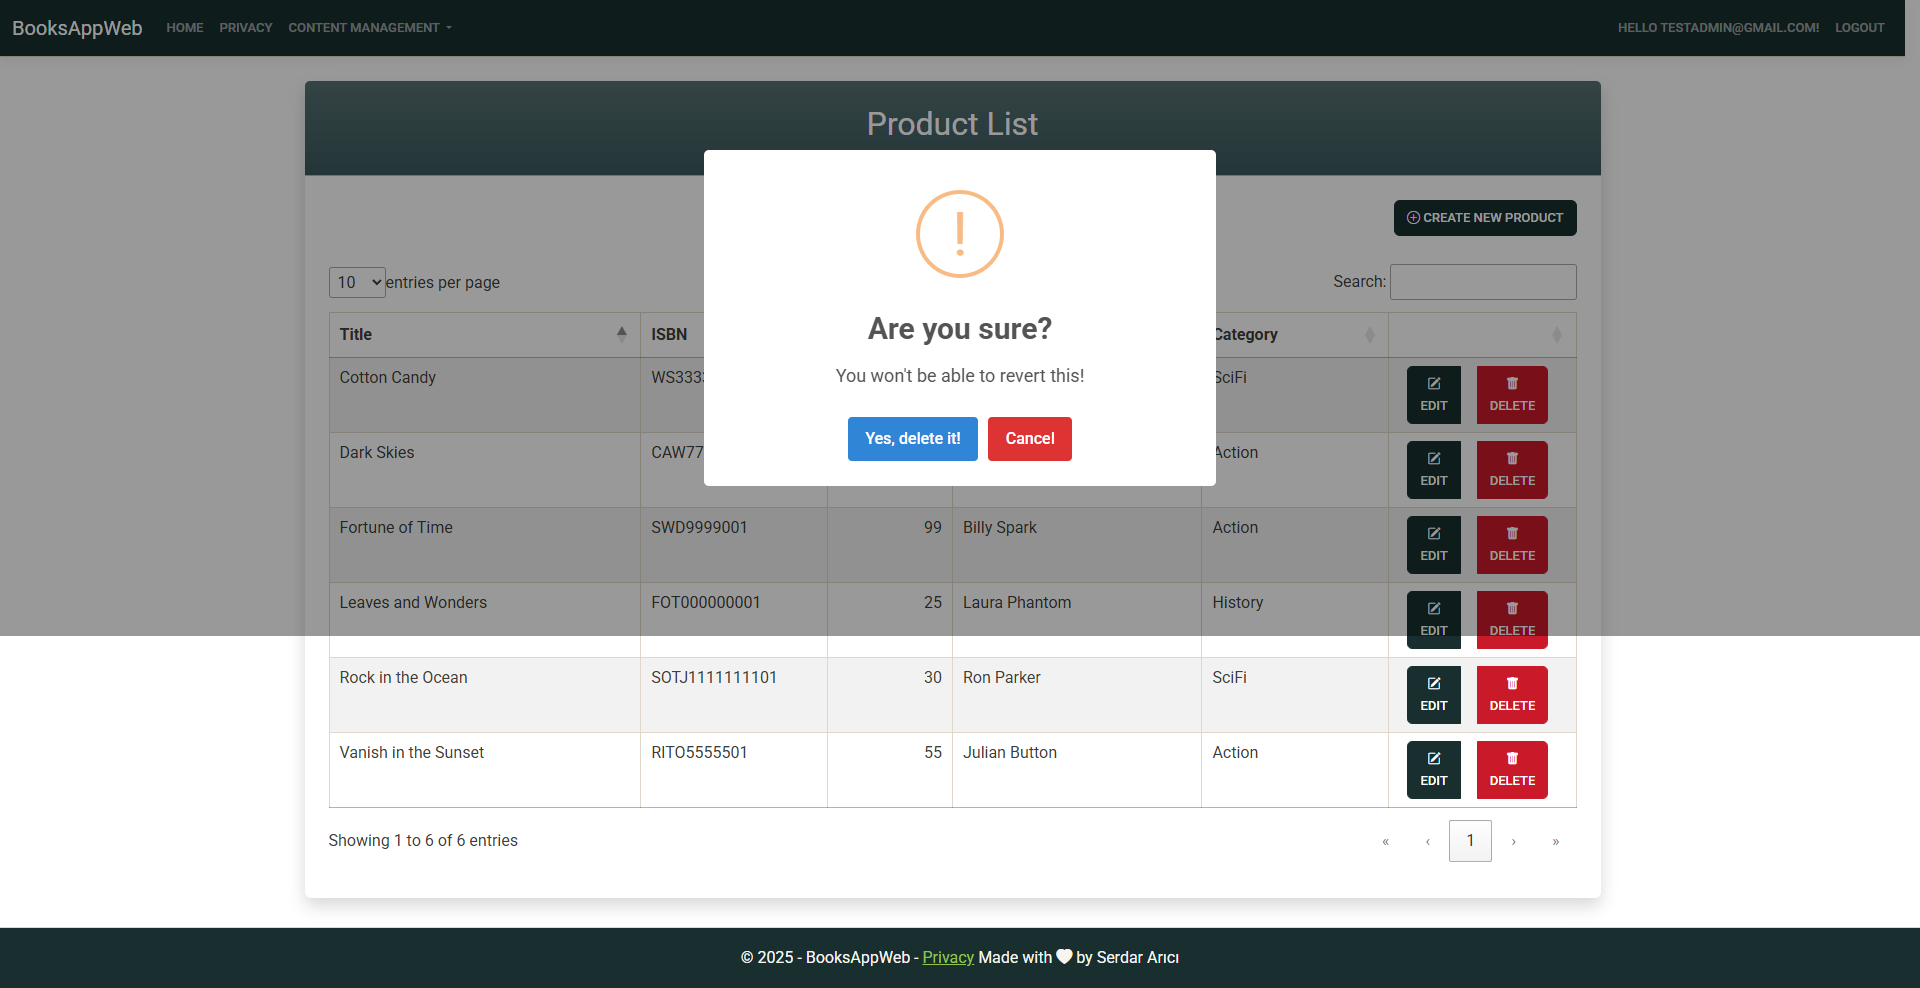 BooksAppWeb HOME PRIVACY CONTENT MANAGEMENT HELLO TESTADMIN@GMAIL.COM! LOGOUT
Product List
CREATE NEW PRODUCT
10 entries per page Search:
Title ISBN Category
Cotton Candy SciFi EDIT DELETE
Dark Skies Action EDIT DELETE
!
Are you sure?
You won't be able to revert this!
Yes, delete it! Cancel
Fortune of Time SWD9999001 99 Billy Spark Action EDIT DELETE
Leaves and Wonders FOT000000001 25 Laura Phantom History EDIT DELETE
Rock in the Ocean SOTJ1111111101 30 Ron Parker SciFi EDIT DELETE
Vanish in the Sunset RITO5555501 55 Julian Button Action EDIT DELETE
Showing 1 to 6 of 6 entries « ‹ 1 › »
© 2025 - BooksAppWeb - Privacy Made with by Serdar Arıcı